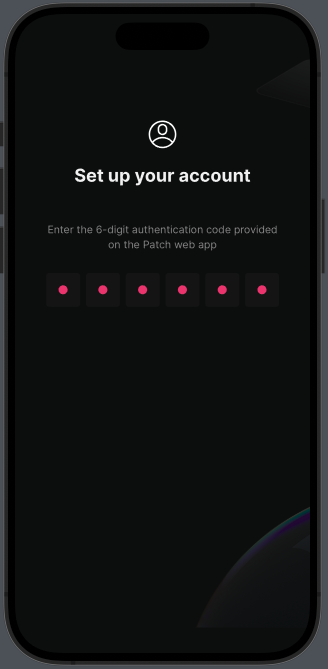 Set up your account
Enter the 6-digit authentication code provided
on the Patch web app